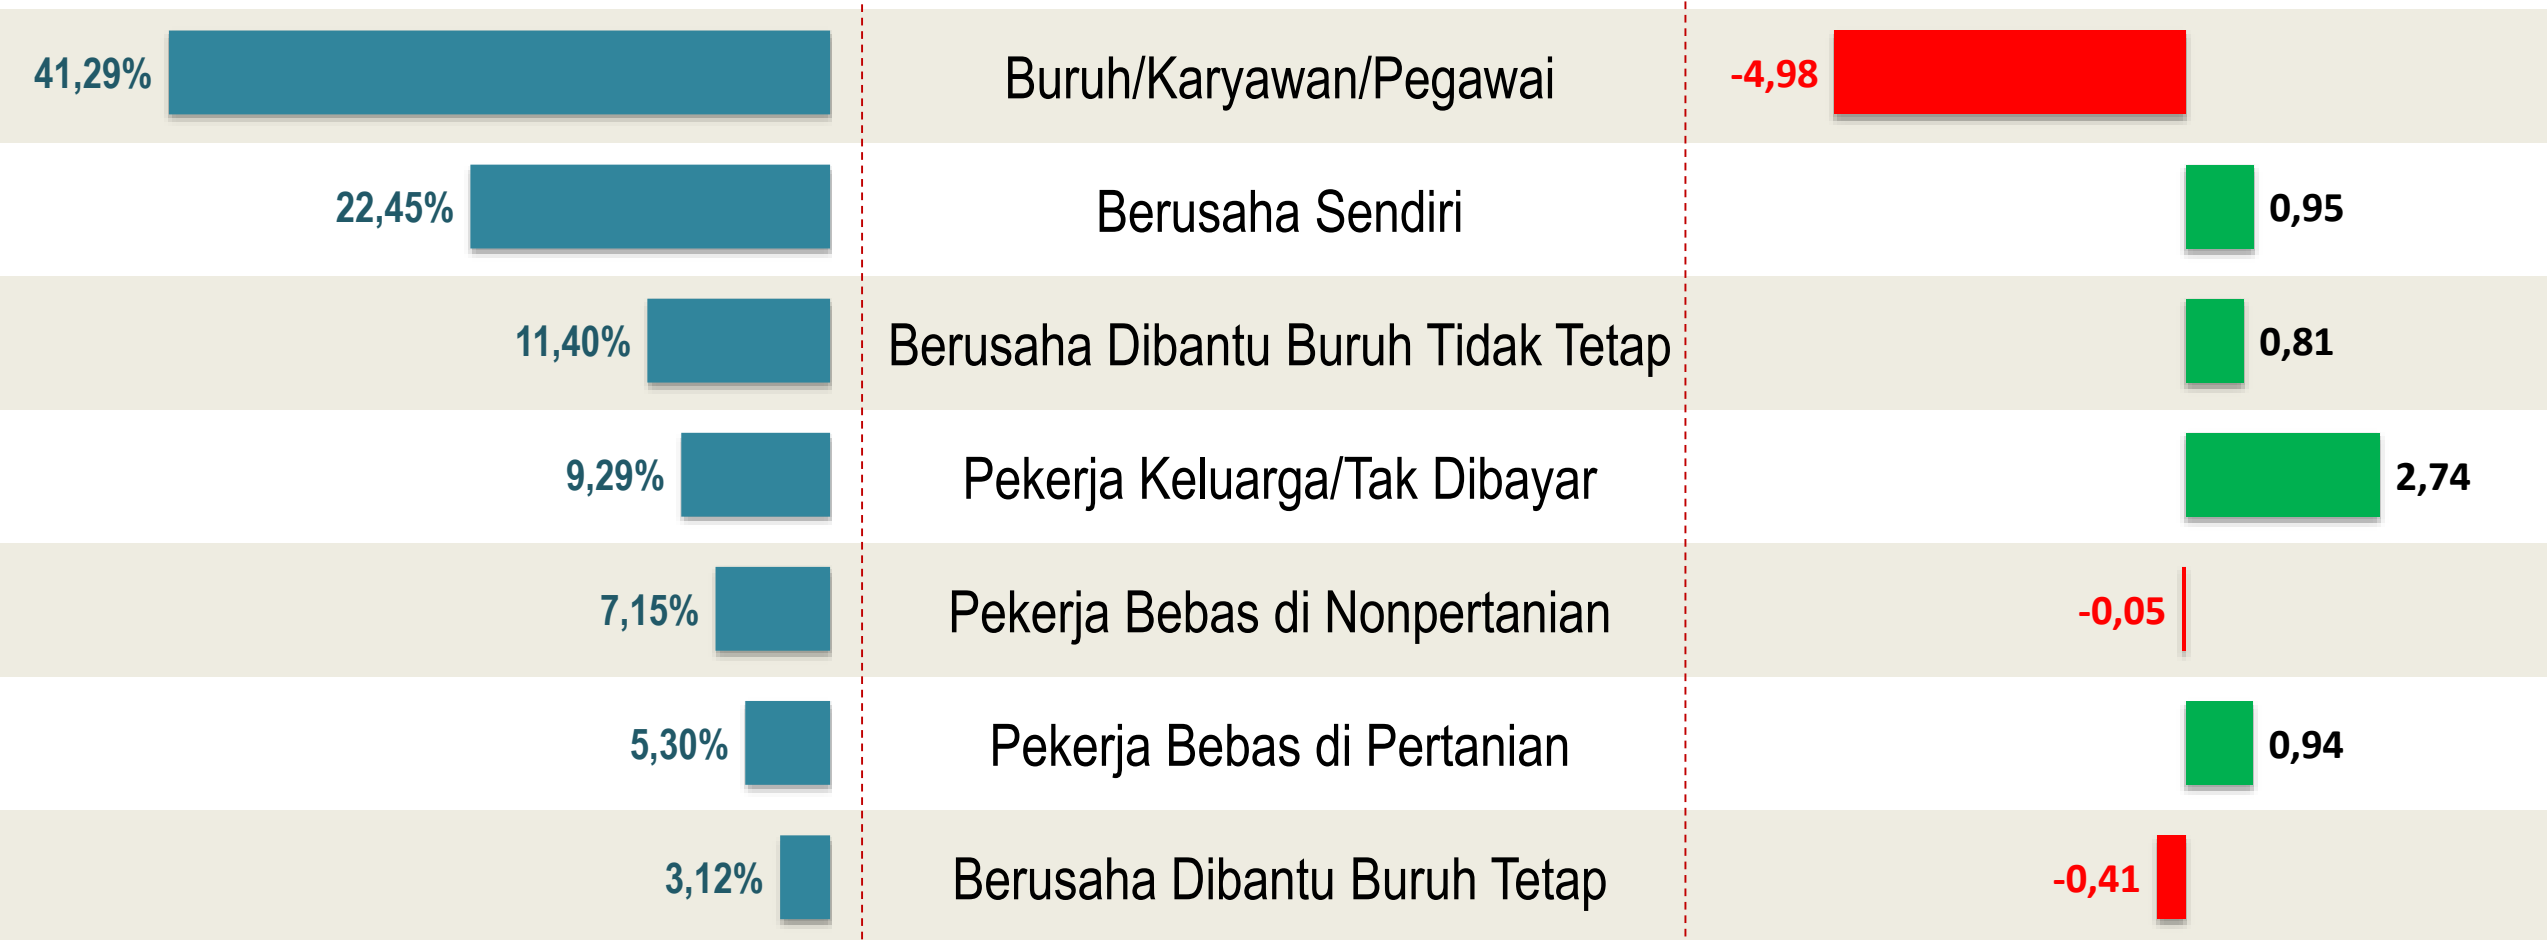 41,29% Buruh/Karyawan/Pegawai -4,98
22,45% Berusaha Sendiri 0,95
11,40% Berusaha Dibantu Buruh Tidak Tetap 0,81
9,29% Pekerja Keluarga/Tak Dibayar 2,74
7,15% Pekerja Bebas di Nonpertanian -0,05
5,30% Pekerja Bebas di Pertanian 0,94
3,12% Berusaha Dibantu Buruh Tetap -0,41